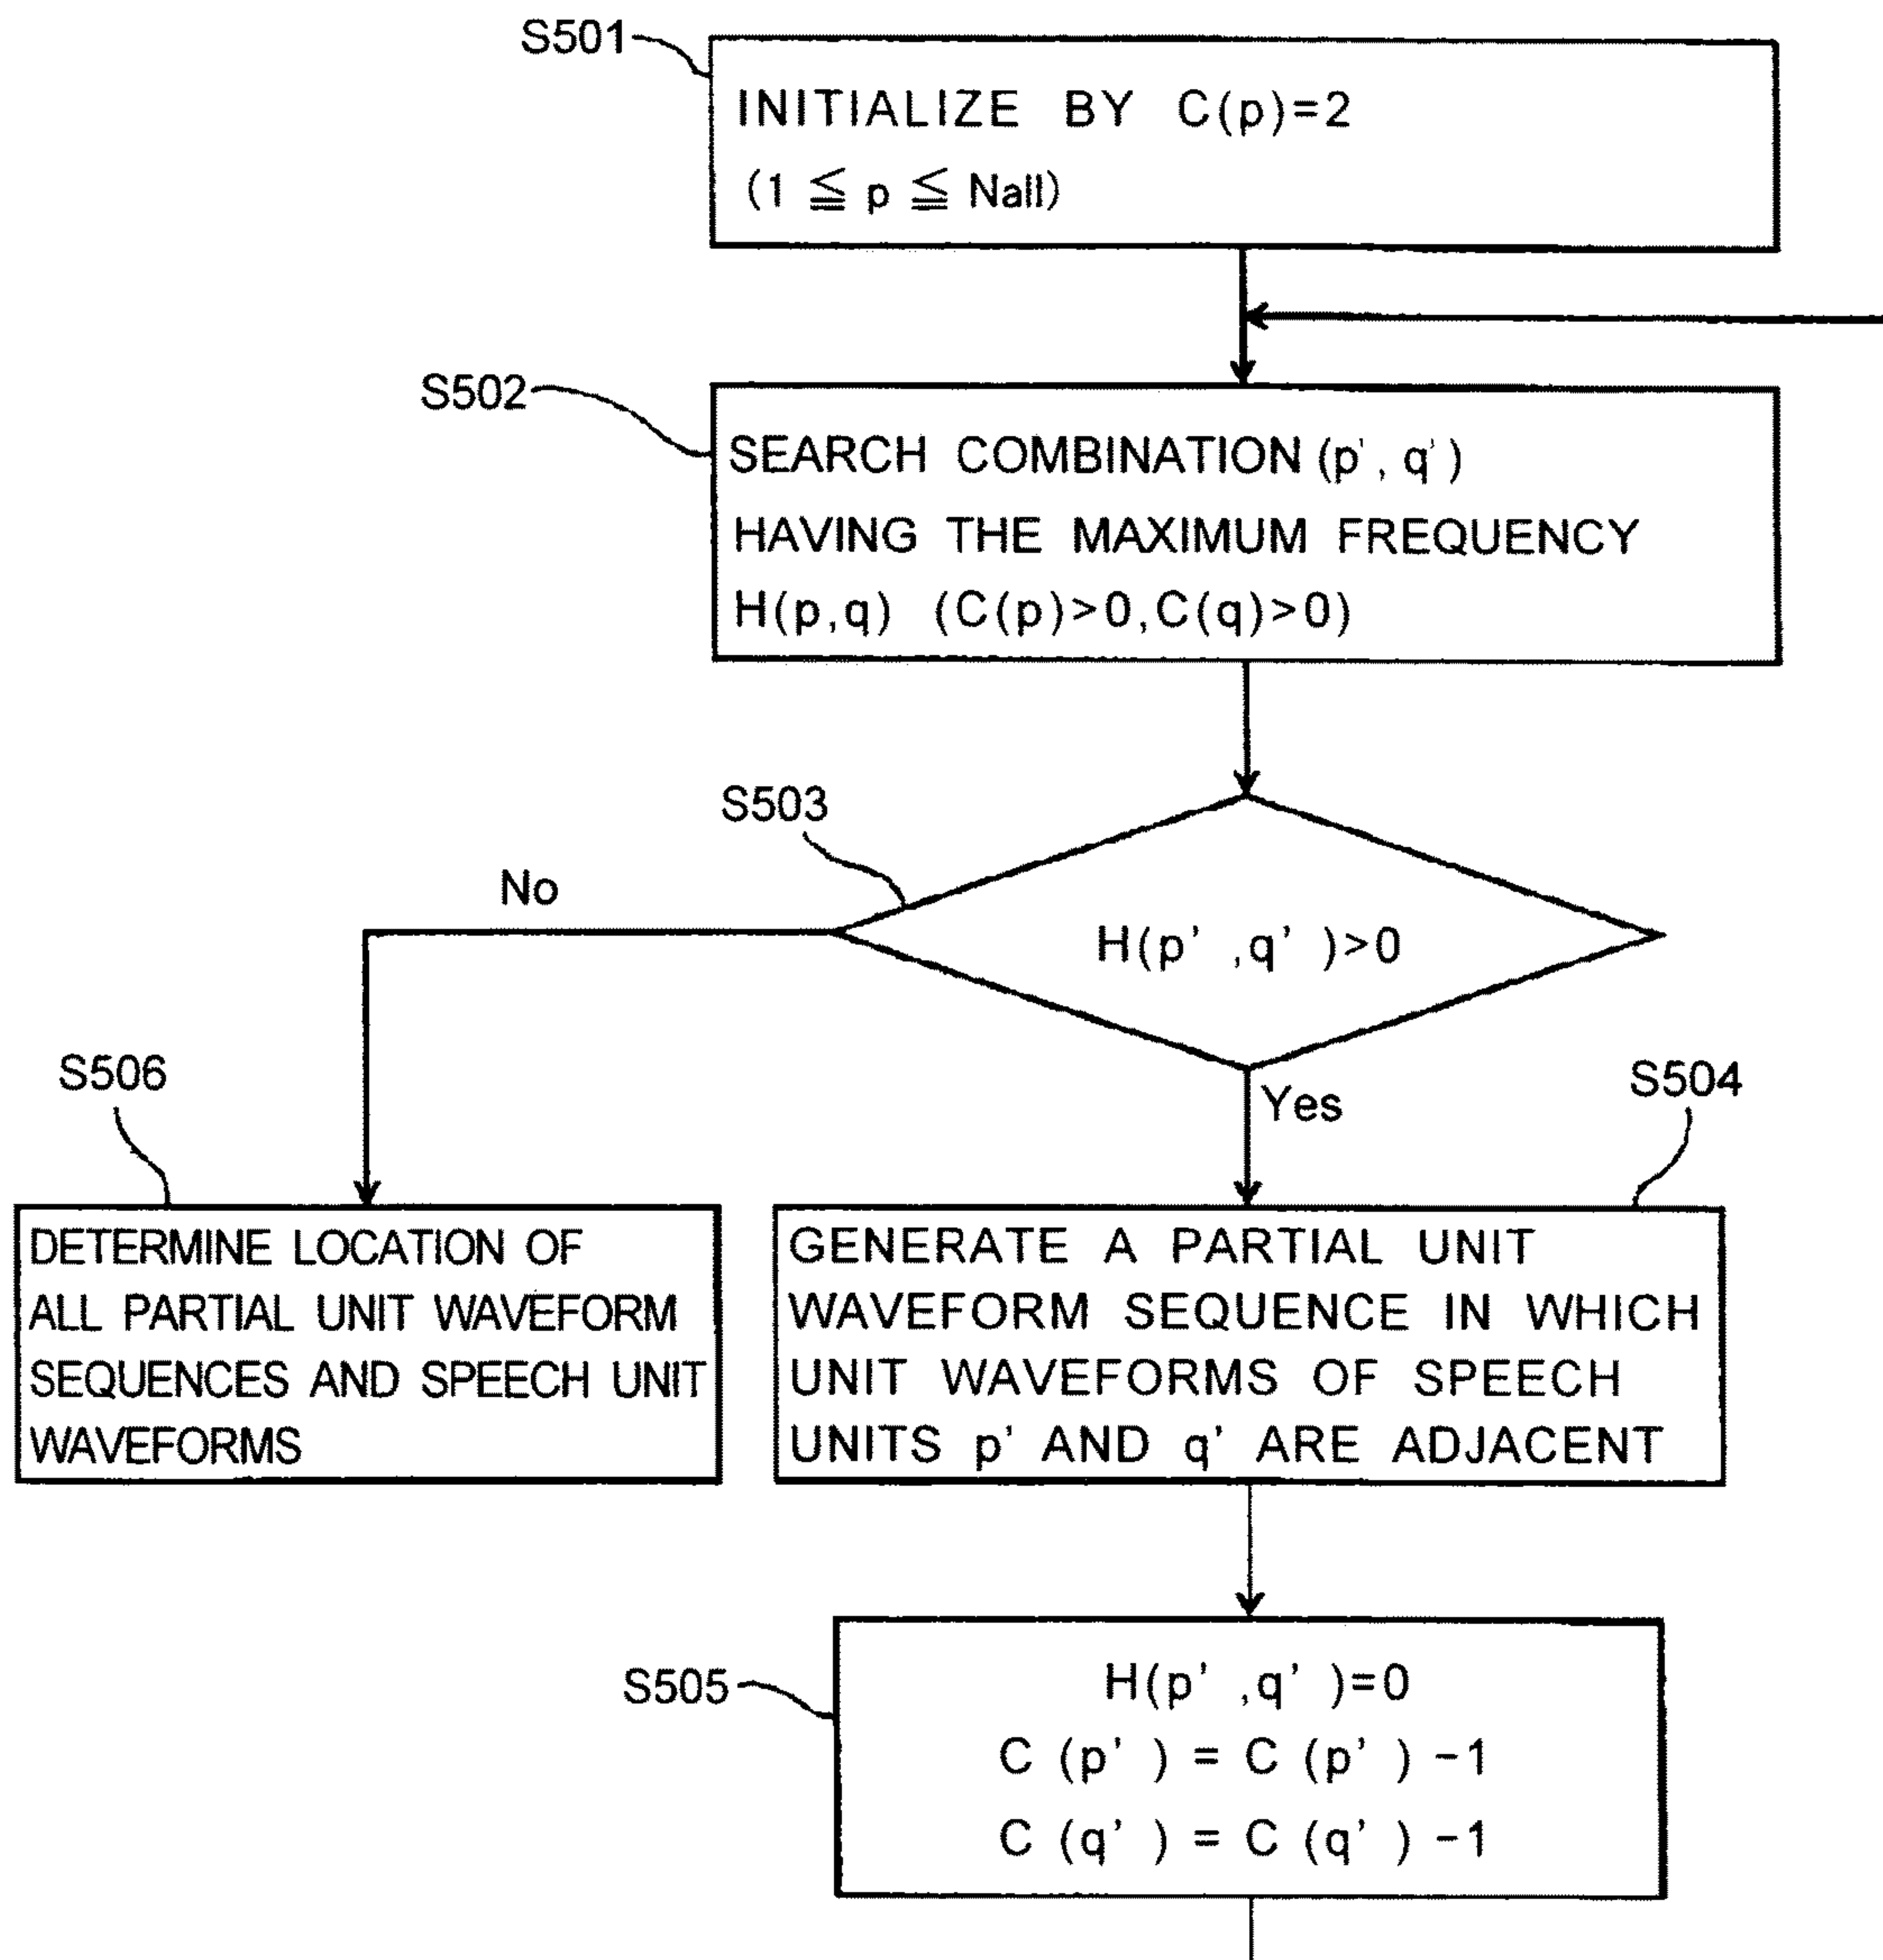 S501
INITIALIZE BY C(p)=2
(1 ≦ p ≦ Nall)
S502
SEARCH COMBINATION (p', q')
HAVING THE MAXIMUM FREQUENCY
H(p,q) (C(p)>0,C(q)>0)
S503
No
H(p' ,q' )>0
Yes
S506
DETERMINE LOCATION OF
ALL PARTIAL UNIT WAVEFORM
SEQUENCES AND SPEECH UNIT
WAVEFORMS
S504
GENERATE A PARTIAL UNIT
WAVEFORM SEQUENCE IN WHICH
UNIT WAVEFORMS OF SPEECH
UNITS p' AND q' ARE ADJACENT
S505
H(p' ,q' )=0
C (p' ) = C (p' ) −1
C (q' ) = C (q' ) −1